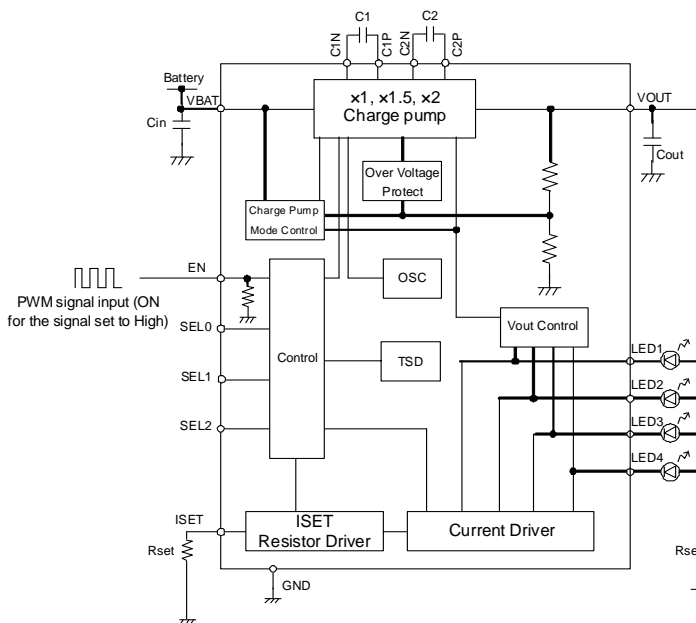 C1
C2
C1N
C1P
C2N
C2P
Battery
VBAT
×1, ×1.5, ×2
Charge pump
VOUT
Cin
Cout
Over Voltage
Protect
Charge Pump
Mode Control
EN
OSC
PWM signal input (ON
for the signal set to High)
SEL0
Vout Control
Control
TSD
LED1
SEL1
LED2
SEL2
LED3
LED4
ISET
ISET
Resistor Driver
Current Driver
Rset
Rse
GND